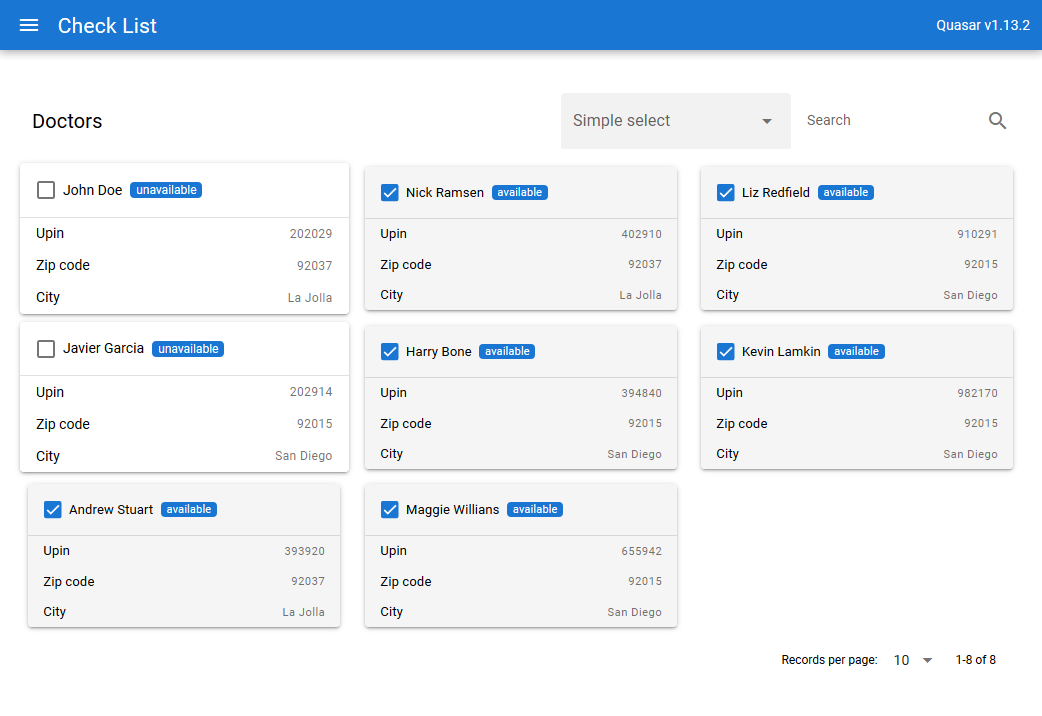 Check List
Quasar v1.13.2
Doctors
Simple select
Search
John Doe unavailable
Upin 202029
Zip code 92037
City La Jolla
Nick Ramsen available
Upin 402910
Zip code 92037
City La Jolla
Liz Redfield available
Upin 910291
Zip code 92015
City San Diego
Javier Garcia unavailable
Upin 202914
Zip code 92015
City San Diego
Harry Bone available
Upin 394840
Zip code 92015
City San Diego
Kevin Lamkin available
Upin 982170
Zip code 92015
City San Diego
Andrew Stuart available
Upin 393920
Zip code 92037
City La Jolla
Maggie Willians available
Upin 655942
Zip code 92015
City San Diego
Records per page: 10 1-8 of 8